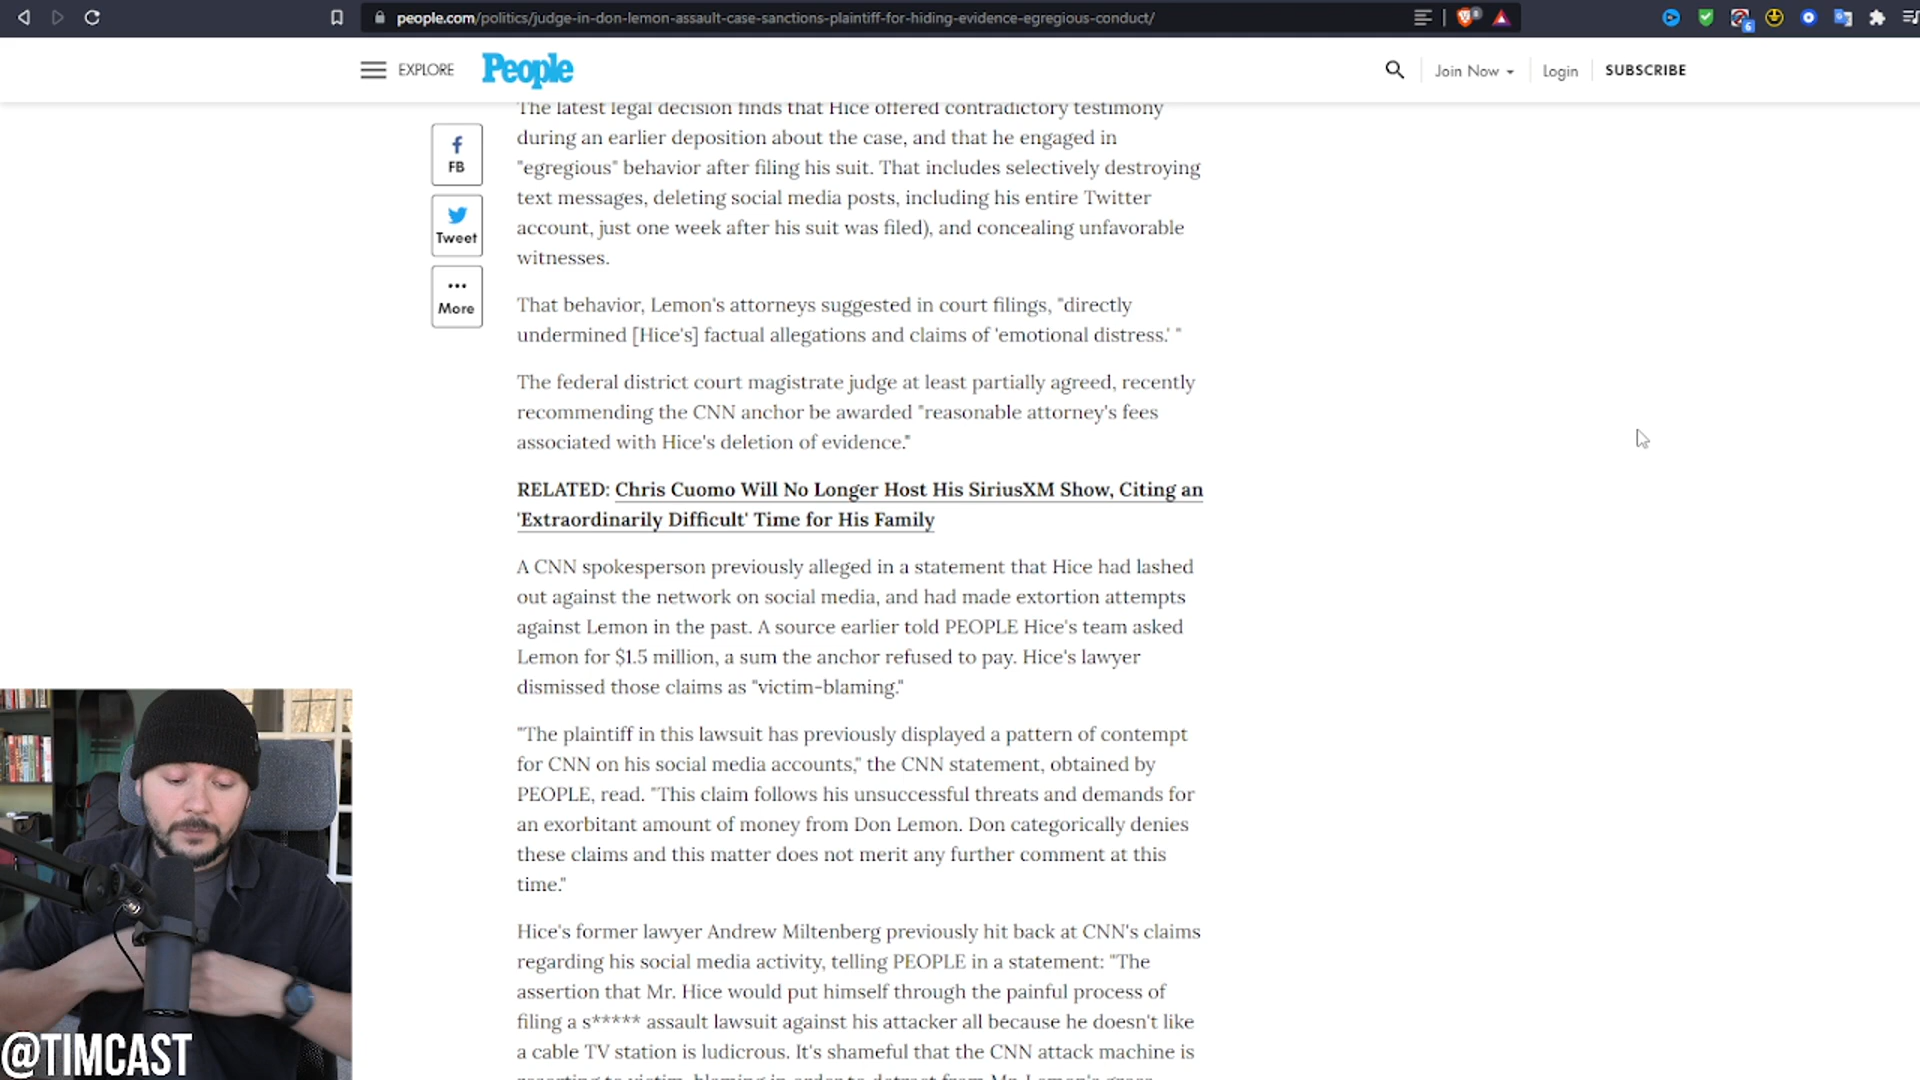 people.com/politics/judge-in-don-lemon-assault-case-sanctions-plaintiff-for-hiding-evidence-egregious-conduct/
EXPLORE
People
Join Now
Login
SUBSCRIBE
The latest legal decision finds that Hice offered contradictory testimony
during an earlier deposition about the case, and that he engaged in
"egregious" behavior after filing his suit. That includes selectively destroying
text messages, deleting social media posts, including his entire Twitter
account, just one week after his suit was filed), and concealing unfavorable
witnesses.
FB
Tweet
More
That behavior, Lemon's attorneys suggested in court filings, "directly
undermined [Hice's] factual allegations and claims of 'emotional distress.' "
The federal district court magistrate judge at least partially agreed, recently
recommending the CNN anchor be awarded "reasonable attorney's fees
associated with Hice's deletion of evidence."
RELATED: Chris Cuomo Will No Longer Host His SiriusXM Show, Citing an
'Extraordinarily Difficult' Time for His Family
A CNN spokesperson previously alleged in a statement that Hice had lashed
out against the network on social media, and had made extortion attempts
against Lemon in the past. A source earlier told PEOPLE Hice's team asked
Lemon for $1.5 million, a sum the anchor refused to pay. Hice's lawyer
dismissed those claims as "victim-blaming."
"The plaintiff in this lawsuit has previously displayed a pattern of contempt
for CNN on his social media accounts," the CNN statement, obtained by
PEOPLE, read. "This claim follows his unsuccessful threats and demands for
an exorbitant amount of money from Don Lemon. Don categorically denies
these claims and this matter does not merit any further comment at this
time."
Hice's former lawyer Andrew Miltenberg previously hit back at CNN's claims
regarding his social media activity, telling PEOPLE in a statement: "The
assertion that Mr. Hice would put himself through the painful process of
filing a s***** assault lawsuit against his attacker all because he doesn't like
a cable TV station is ludicrous. It's shameful that the CNN attack machine is
@TIMCAST